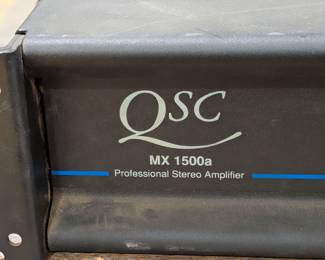 QSC
MX 1500a
Professional Stereo Amplifier